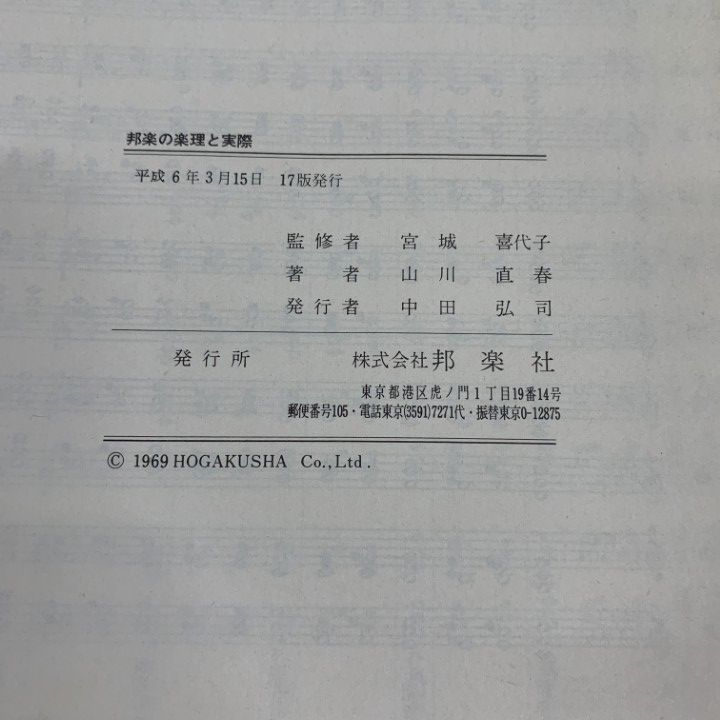 邦楽の楽理と実際
平成 6 年 3 月 15 日 17版発行
監修者 宮城 喜代子
著者 山川 直春
発行者 中田 弘司
発行所 株式会社 邦楽社
東京都港区虎ノ門1丁目19番14号
郵便番号105・電話東京(3591)7271代・振替東京0-12875
© 1969 HOGAKUSHA Co.,Ltd.